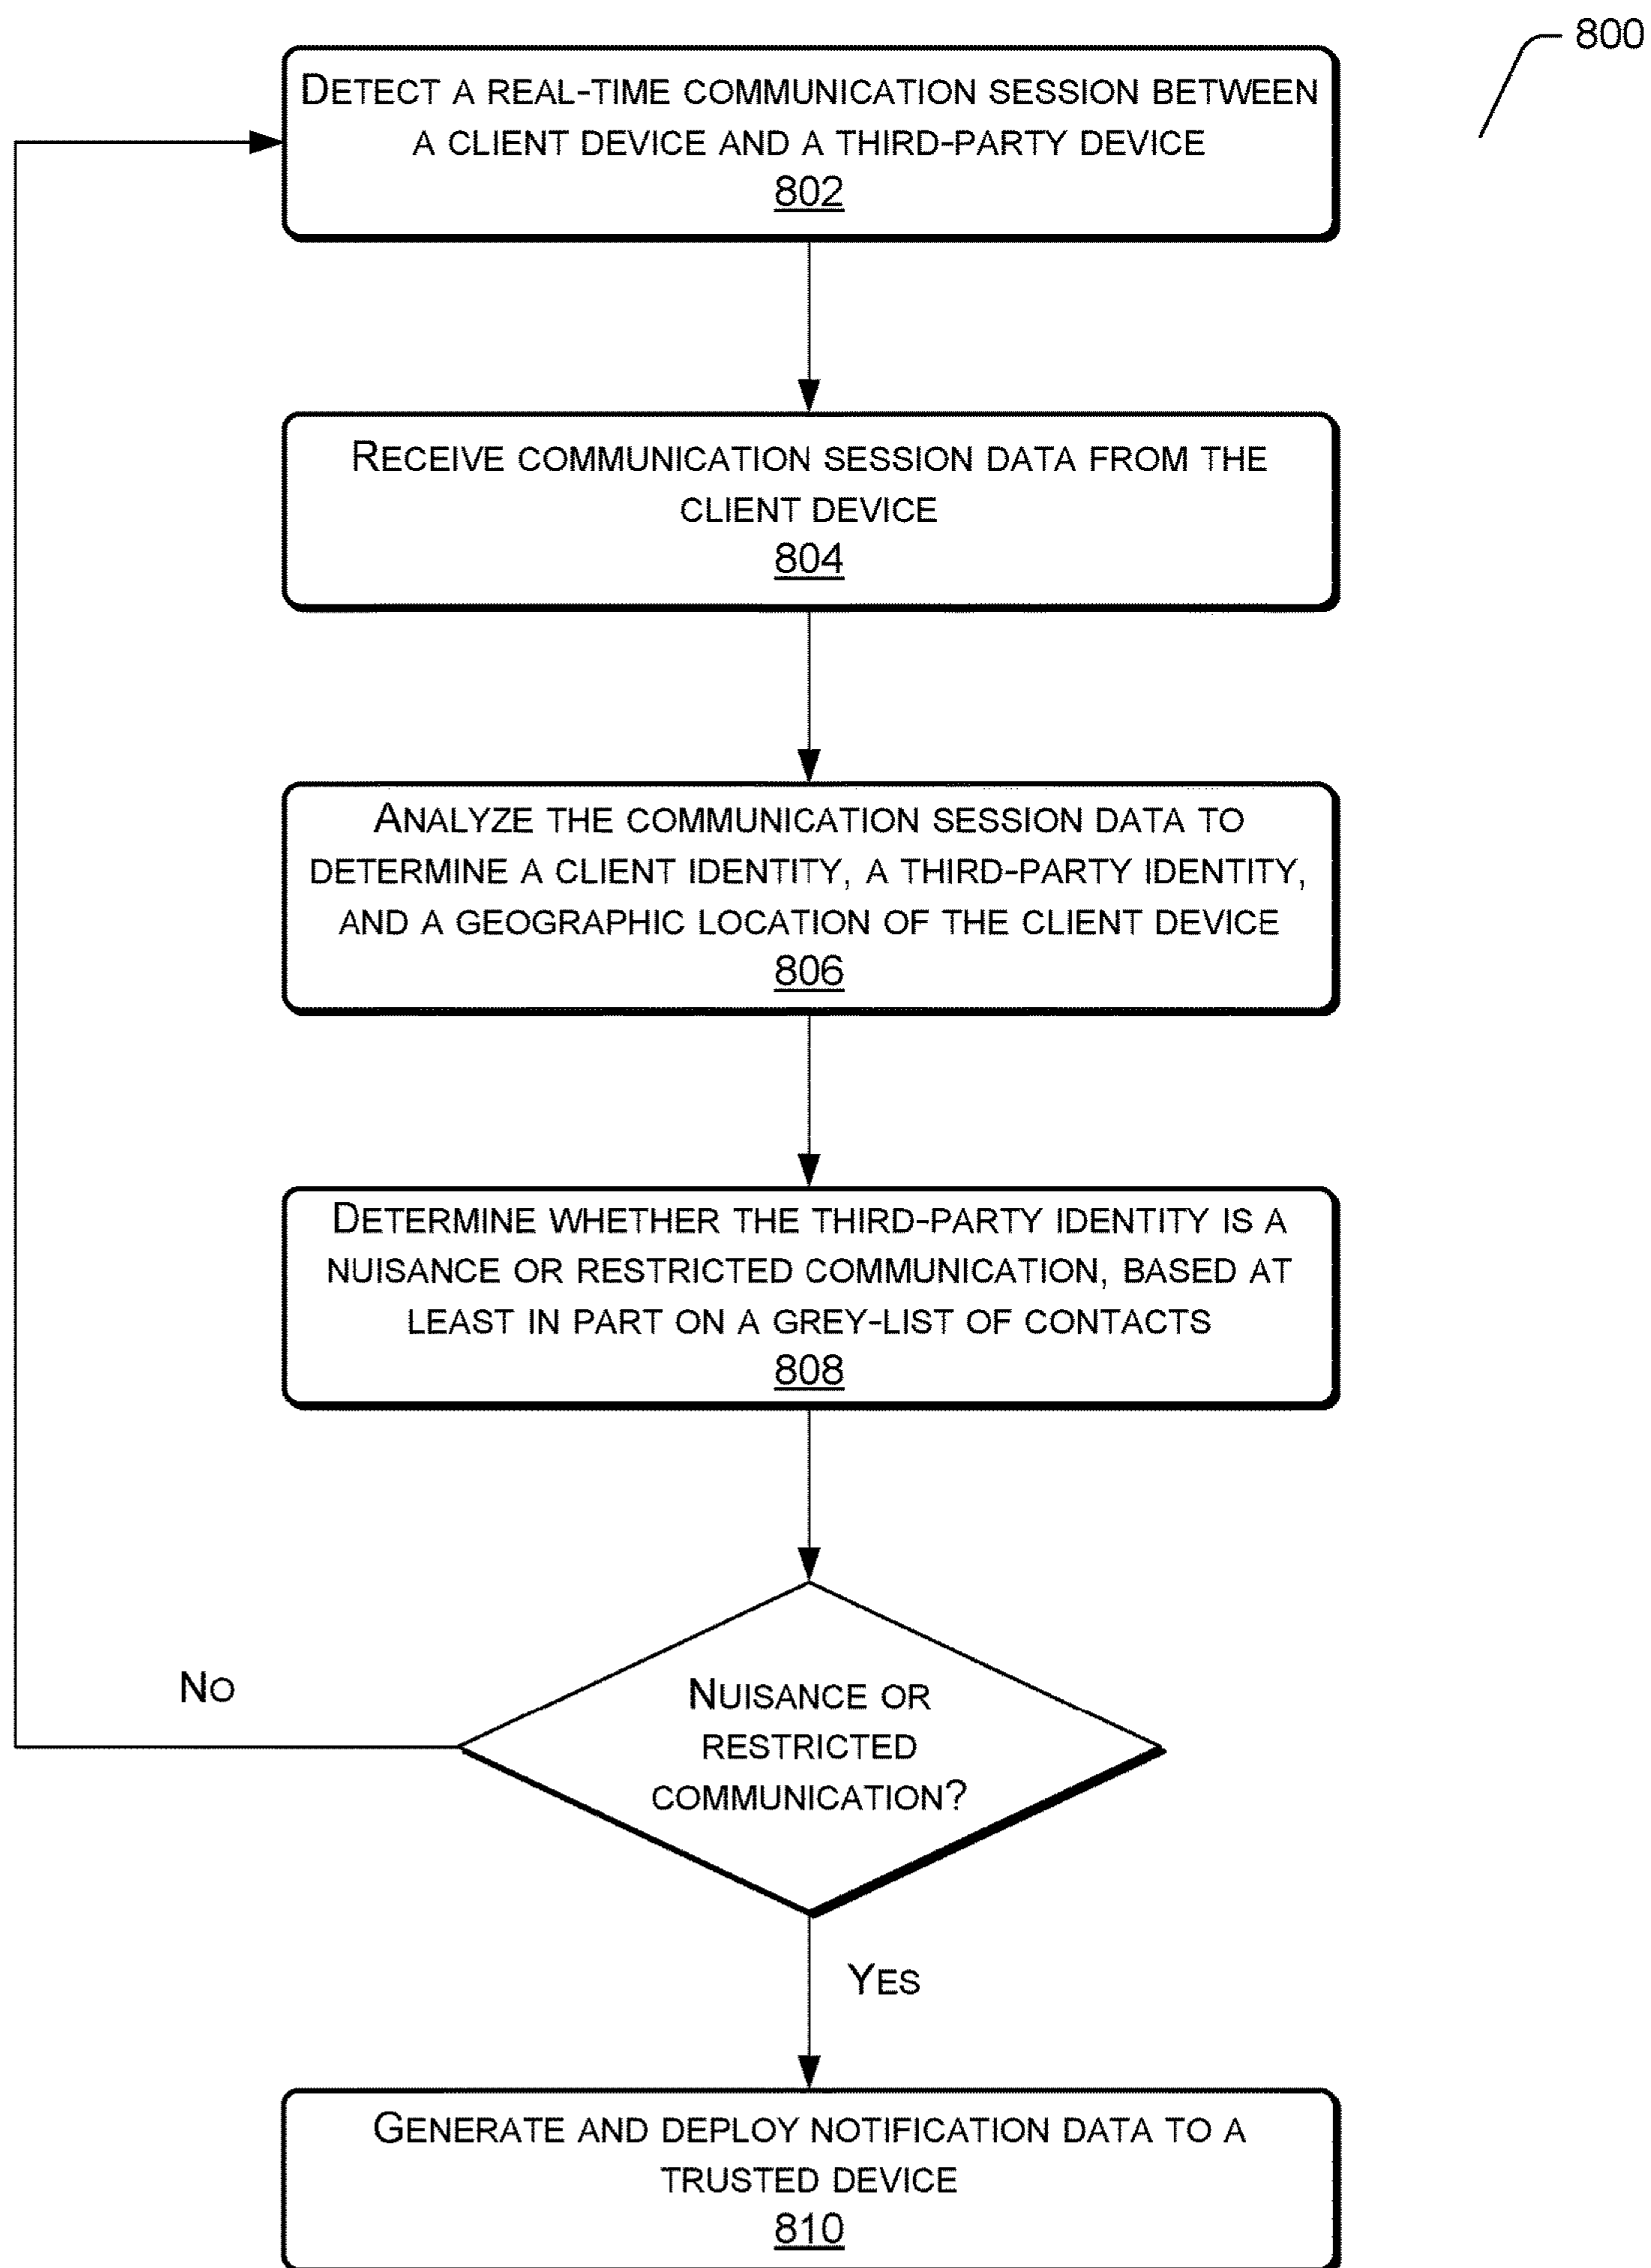 800
DETECT A REAL-TIME COMMUNICATION SESSION BETWEEN
A CLIENT DEVICE AND A THIRD-PARTY DEVICE
802
RECEIVE COMMUNICATION SESSION DATA FROM THE
CLIENT DEVICE
804
ANALYZE THE COMMUNICATION SESSION DATA TO
DETERMINE A CLIENT IDENTITY, A THIRD-PARTY IDENTITY,
AND A GEOGRAPHIC LOCATION OF THE CLIENT DEVICE
806
DETERMINE WHETHER THE THIRD-PARTY IDENTITY IS A
NUISANCE OR RESTRICTED COMMUNICATION, BASED AT
LEAST IN PART ON A GREY-LIST OF CONTACTS
808
NO
NUISANCE OR
RESTRICTED
COMMUNICATION?
YES
GENERATE AND DEPLOY NOTIFICATION DATA TO A
TRUSTED DEVICE
810